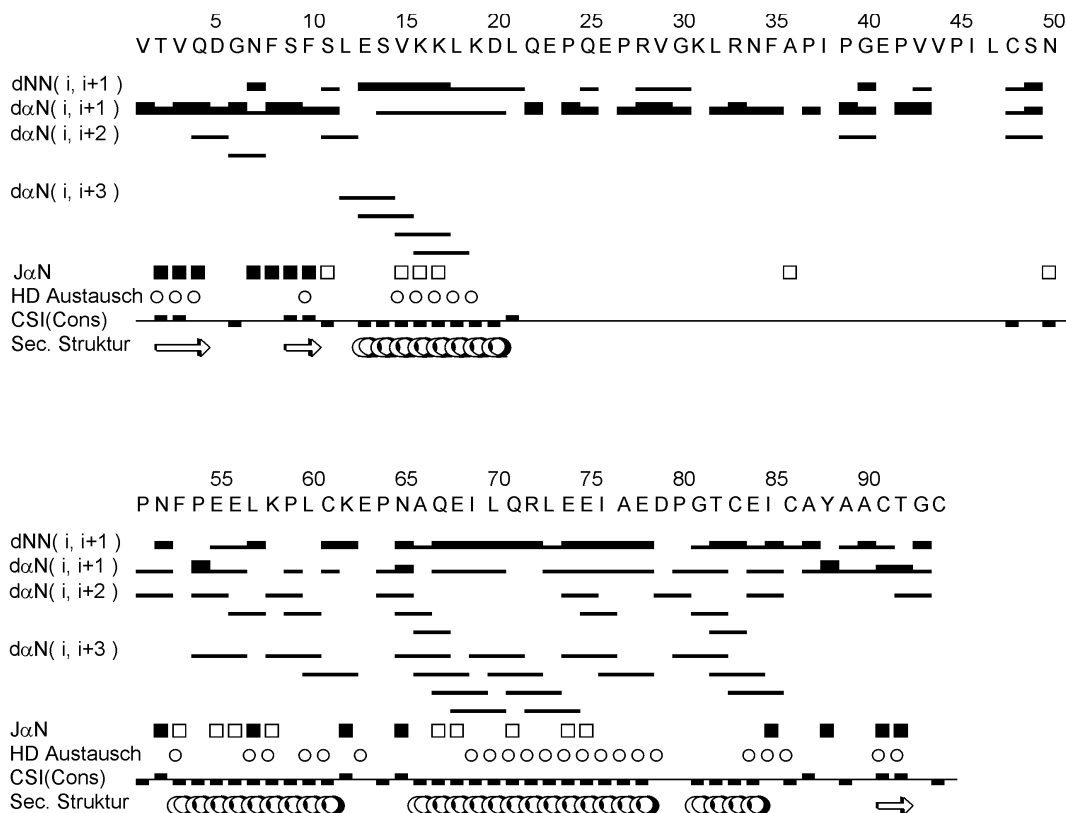 5 10 15 20 25 30 35 40 45 50
V T V Q D G N F S F S L E S V K K L K D L Q E P Q E P R V G K L R N F A P I P G E P V V P I L C S N
dNN( i, i+1 )
dαN( i, i+1 )
dαN( i, i+2 )
dαN( i, i+3 )
JαN
HD Austausch
CSI(Cons)
Sec. Struktur
55 60 65 70 75 80 85 90
P N F P E E L K P L C K E P N A Q E I L Q R L E E I A E D P G T C E I C A Y A A C T G C
dNN( i, i+1 )
dαN( i, i+1 )
dαN( i, i+2 )
dαN( i, i+3 )
JαN
HD Austausch
CSI(Cons)
Sec. Struktur